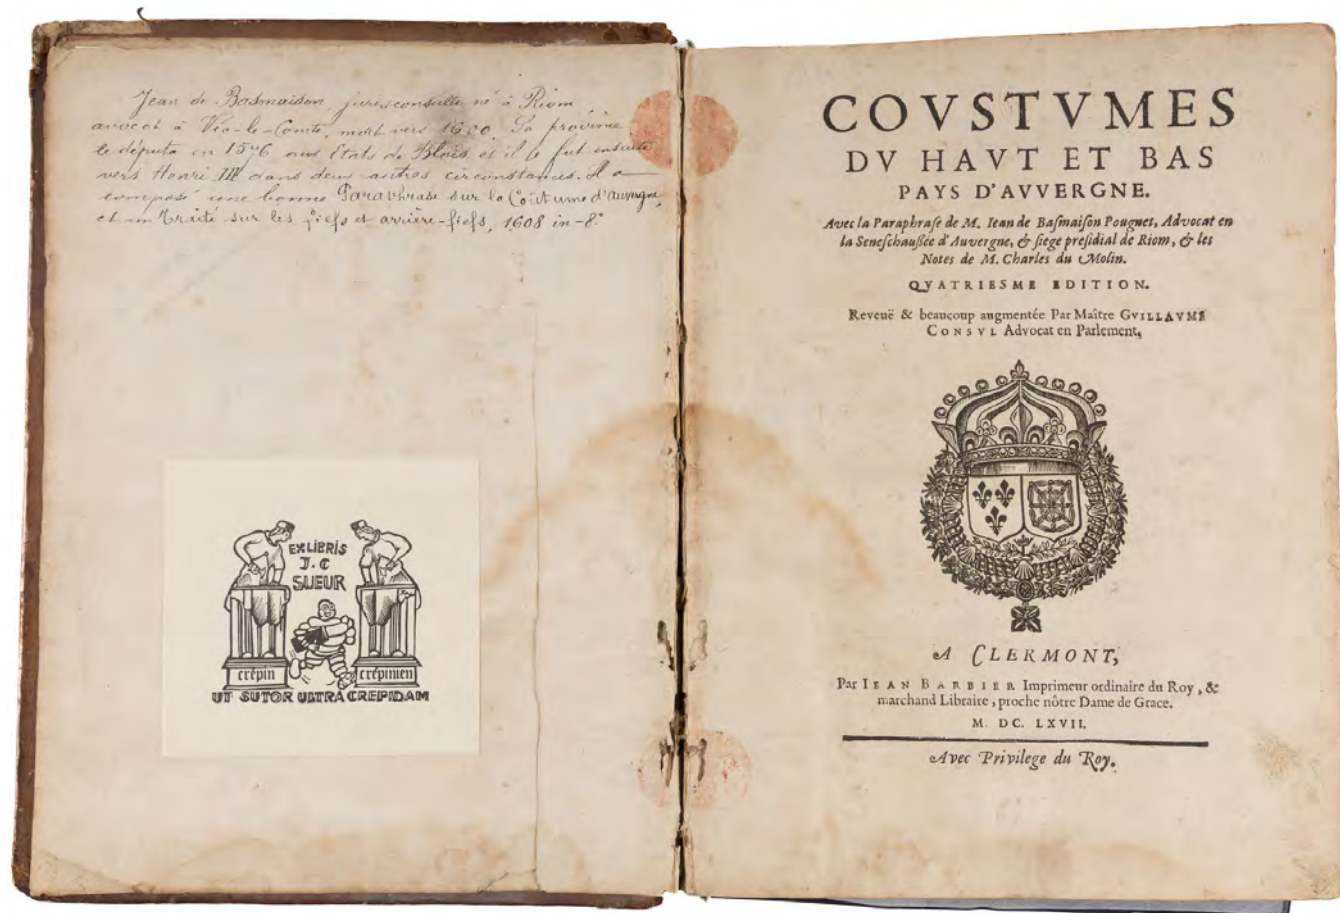 Jean de Basmaison, jurisconsulte né à Riom,
avocat à Vic-le-Comte, mort vers 1600. Sa province
le députa en 1576 aux Etats de Blois et il le fut ensuite
vers Henri III dans deux autres circonstances. Il a
composé une bonne Paraphrase sur la Coûtume d'auvergne,
et un Traité sur les fiefs et arrière-fiefs, 1608 in-8°
EXLIBRIS
J. C
SUEUR
crêpin
crêpinien
UT SUTOR ULTRA CREPIDAM
COVSTVMES
DV HAVT ET BAS
PAYS D'AVVERGNE.
Avec la Paraphraſe de M. Iean de Baſmaiſon Pougnet, Advocat en
la Seneſchauſſée d'Auvergne, & ſiege preſidial de Riom, & les
Notes de M. Charles du Molin.
QVATRIESME EDITION.
Reveuë & beaucoup augmentée Par Maître GVILLAVME
CONSVL Advocat en Parlement,
A CLERMONT,
Par IEAN BARBIER Imprimeur ordinaire du Roy, &
marchand Libraire, proche nôtre Dame de Grace.
M. DC. LXVII.
Avec Privilege du Roy.